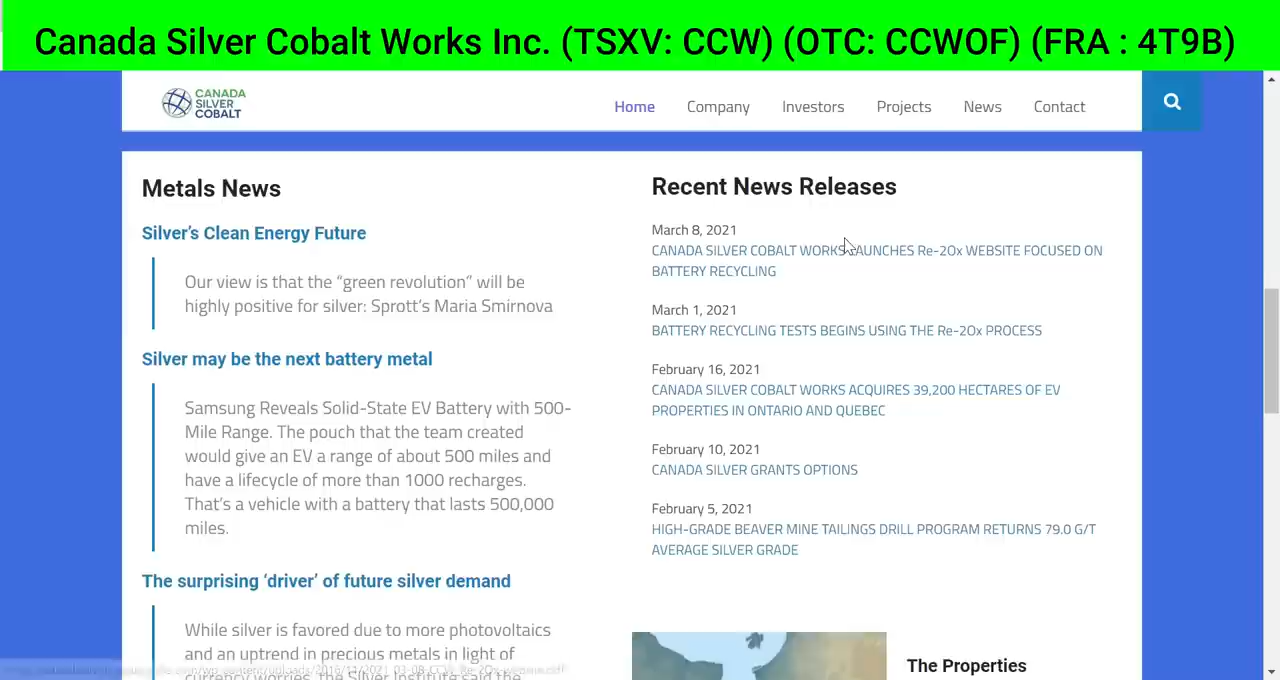 Canada Silver Cobalt Works Inc. (TSXV: CCW) (OTC: CCWOF) (FRA : 4T9B)
CANADA
SILVER
COBALT
Home Company Investors Projects News Contact
Metals News
Silver's Clean Energy Future
Our view is that the “green revolution” will be
highly positive for silver: Sprott's Maria Smirnova
Silver may be the next battery metal
Samsung Reveals Solid-State EV Battery with 500-
Mile Range. The pouch that the team created
would give an EV a range of about 500 miles and
have a lifecycle of more than 1000 recharges.
That's a vehicle with a battery that lasts 500,000
miles.
The surprising ‘driver’ of future silver demand
While silver is favored due to more photovoltaics
and an uptrend in precious metals in light of
currency worries, the Silver Institute said the
Recent News Releases
March 8, 2021
CANADA SILVER COBALT WORKS LAUNCHES Re-2Ox WEBSITE FOCUSED ON
BATTERY RECYCLING
March 1, 2021
BATTERY RECYCLING TESTS BEGINS USING THE Re-2Ox PROCESS
February 16, 2021
CANADA SILVER COBALT WORKS ACQUIRES 39,200 HECTARES OF EV
PROPERTIES IN ONTARIO AND QUEBEC
February 10, 2021
CANADA SILVER GRANTS OPTIONS
February 5, 2021
HIGH-GRADE BEAVER MINE TAILINGS DRILL PROGRAM RETURNS 79.0 G/T
AVERAGE SILVER GRADE
The Properties